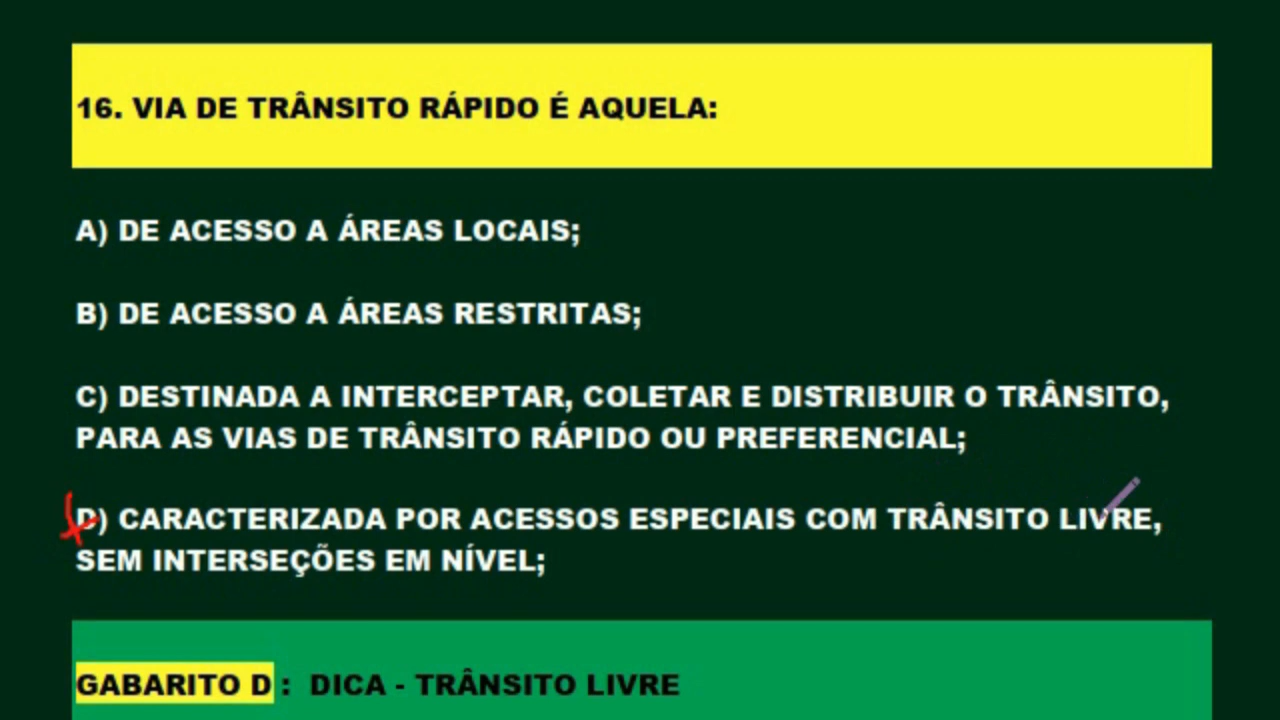 16. VIA DE TRÂNSITO RÁPIDO É AQUELA:
A) DE ACESSO A ÁREAS LOCAIS;
B) DE ACESSO A ÁREAS RESTRITAS;
C) DESTINADA A INTERCEPTAR, COLETAR E DISTRIBUIR O TRÂNSITO,
PARA AS VIAS DE TRÂNSITO RÁPIDO OU PREFERENCIAL;
D) CARACTERIZADA POR ACESSOS ESPECIAIS COM TRÂNSITO LIVRE,
SEM INTERSEÇÕES EM NÍVEL;
GABARITO D : DICA - TRÂNSITO LIVRE